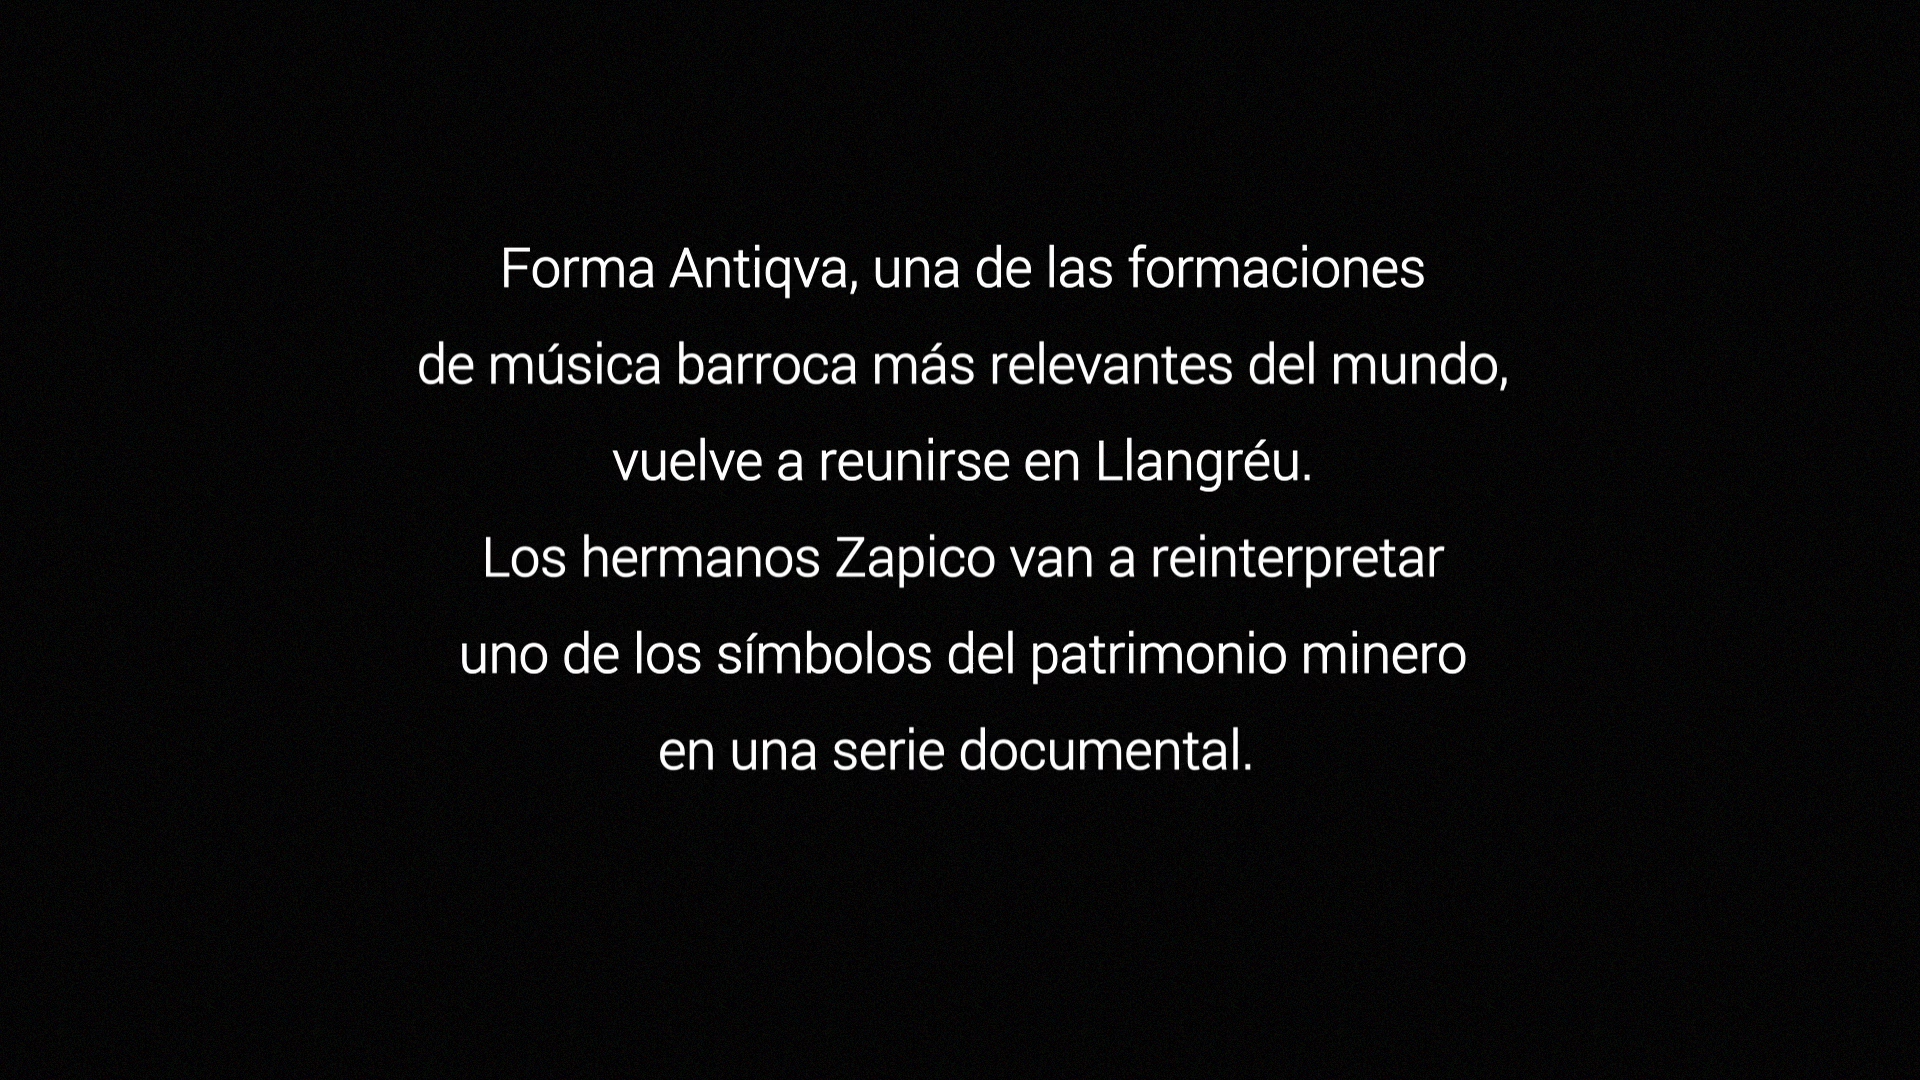 Forma Antiqva, una de las formaciones
de música barroca más relevantes del mundo,
vuelve a reunirse en Llangréu.
Los hermanos Zapico van a reinterpretar
uno de los símbolos del patrimonio minero
en una serie documental.